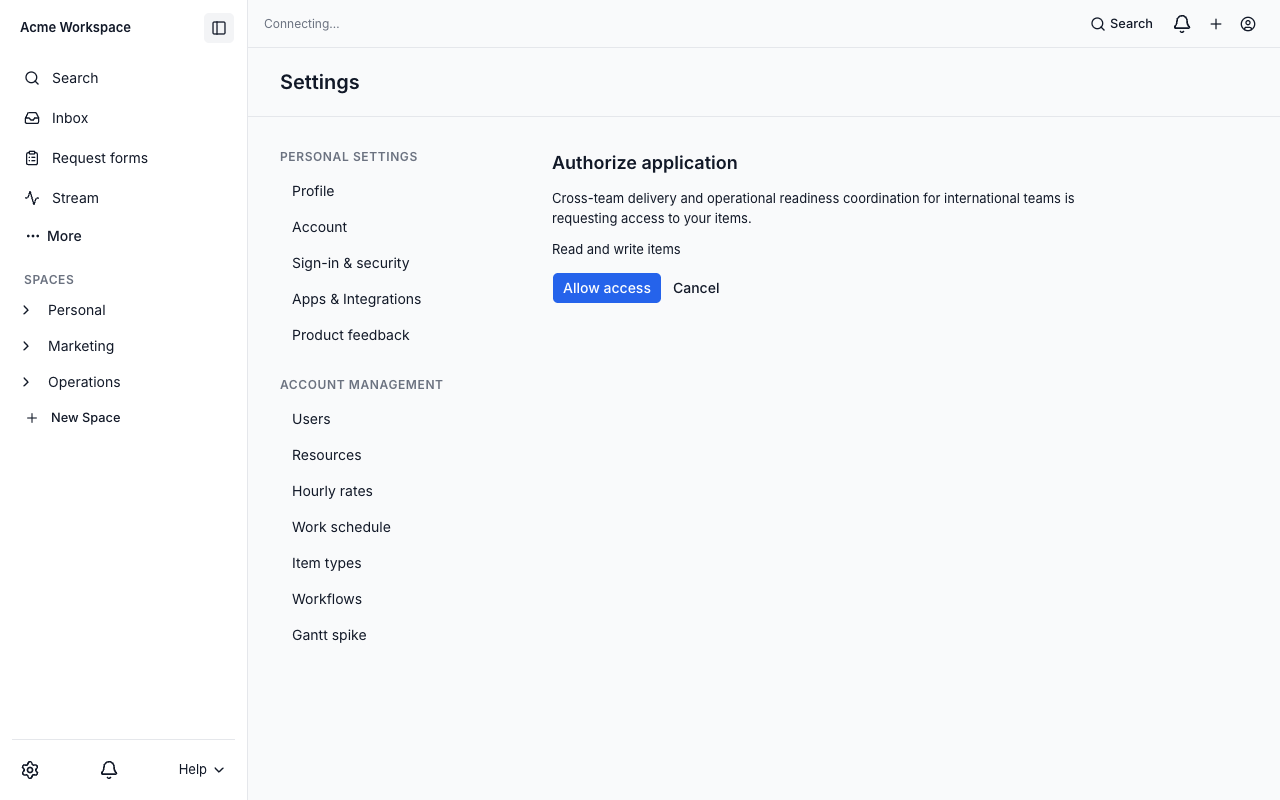 Acme Workspace
Search
Inbox
Request forms
Stream
More
SPACES
Personal
Marketing
Operations
New Space
Help
Connecting...
Search
Settings
PERSONAL SETTINGS
Profile
Account
Sign-in & security
Apps & Integrations
Product feedback
ACCOUNT MANAGEMENT
Users
Resources
Hourly rates
Work schedule
Item types
Workflows
Gantt spike
Authorize application
Cross-team delivery and operational readiness coordination for international teams is
requesting access to your items.
Read and write items
Allow access
Cancel